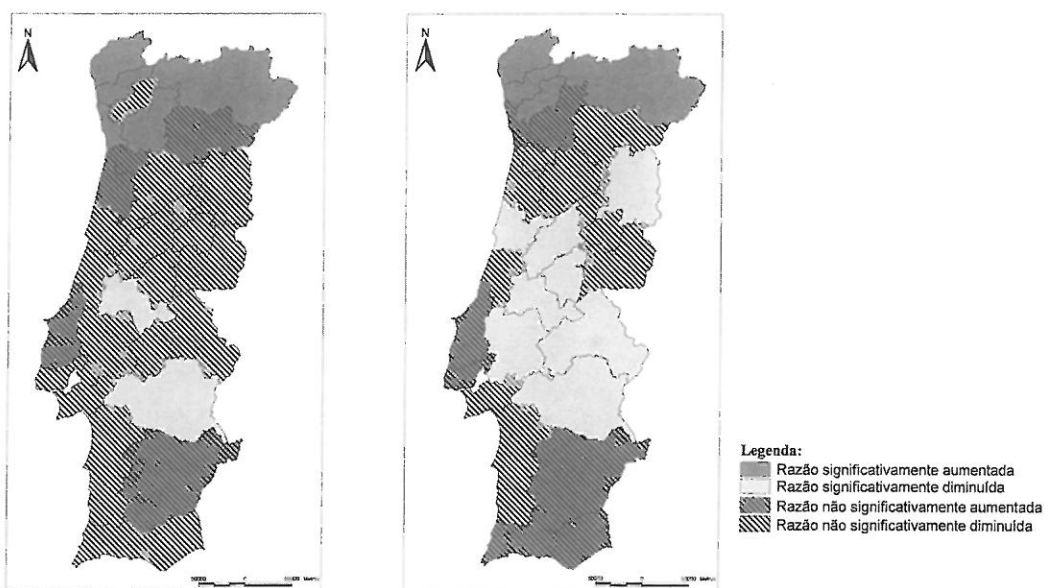 N
N
Legenda:
Razão significativamente aumentada
Razão significativamente diminuída
Razão não significativamente aumentada
Razão não significativamente diminuída